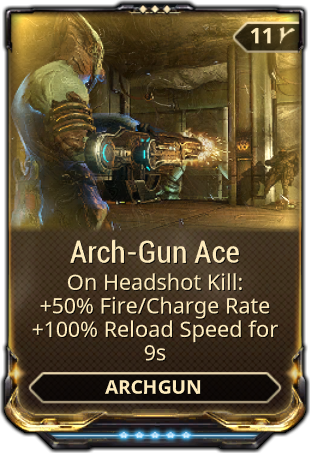 11
Arch-Gun Ace
On Headshot Kill:
+50% Fire/Charge Rate
+100% Reload Speed for
9s
ARCHGUN